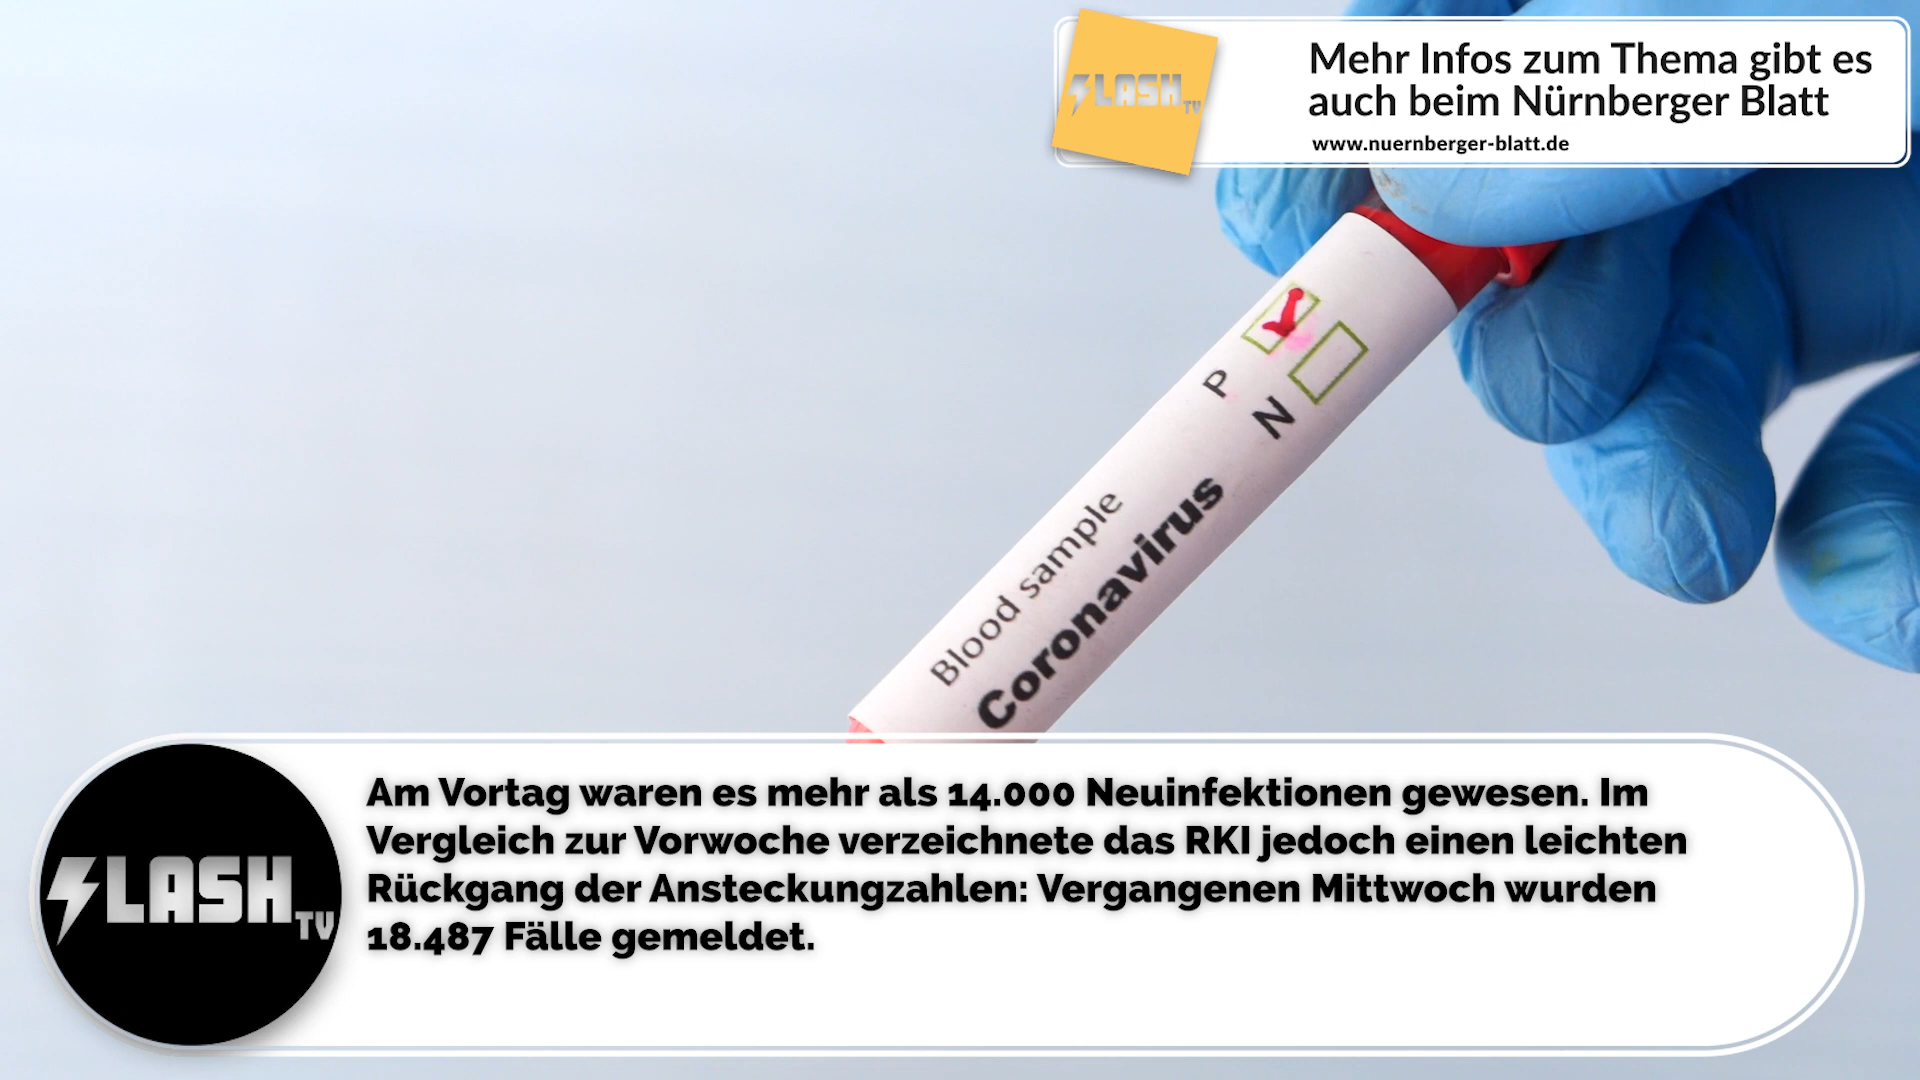 Mehr Infos zum Thema gibt es
auch beim Nürnberger Blatt
www.nuernberger-blatt.de
LASH TV
P
N
Blood sample
Coronavirus
Am Vortag waren es mehr als 14.000 Neuinfektionen gewesen. Im
Vergleich zur Vorwoche verzeichnete das RKI jedoch einen leichten
Rückgang der Ansteckungzahlen: Vergangenen Mittwoch wurden
18.487 Fälle gemeldet.
LASH TV